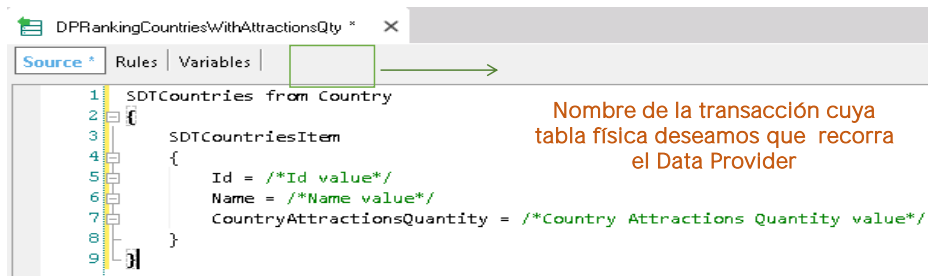 DPRankingCountriesWithAttractionsQty * ×
Source * Rules Variables
1 SDTCountries from Country
2 {
3 SDTCountriesItem
4 {
5 Id = /*Id value*/
6 Name = /*Name value*/
7 CountryAttractionsQuantity = /*Country Attractions Quantity value*/
8 }
9 }
Nombre de la transacción cuya
tabla física deseamos que recorra
el Data Provider